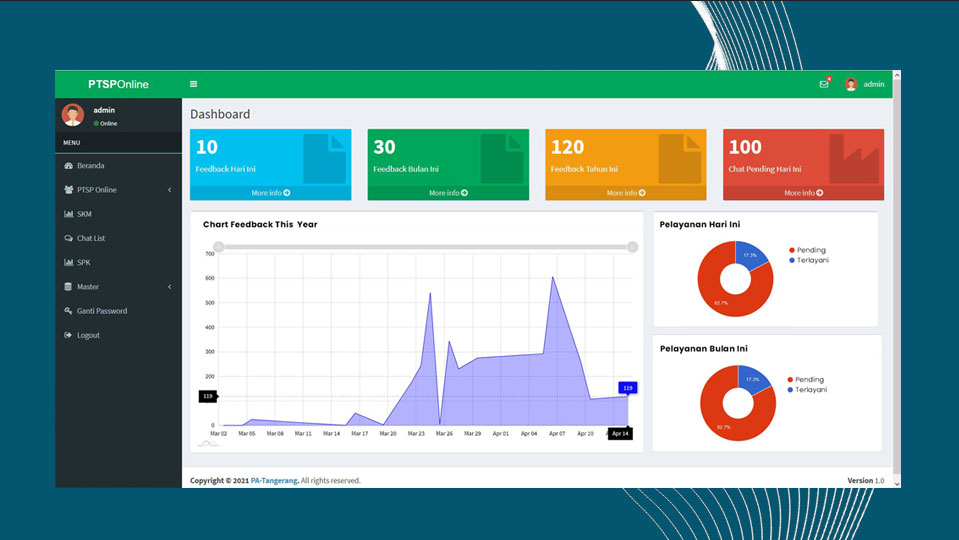 PTSPOnline
4
admin
admin
Online
MENU
Beranda
PTSP Online
SKM
Chat List
SPK
Master
Ganti Password
Logout
Dashboard
10
Feedback Hari Ini
More info
30
Feedback Bulan Ini
More info
120
Feedback Tahun Ini
More info
100
Chat Pending Hari Ini
More info
Chart Feedback This Year
700
600
500
400
300
200
119
0
119
Mar 02 Mar 05 Mar 08 Mar 11 Mar 14 Mar 17 Mar 20 Mar 23 Mar 26 Mar 29 Apr 01 Apr 04 Apr 07 Apr 10 Apr 14
Pelayanan Hari Ini
17.3%
82.7%
Pending
Terlayani
Pelayanan Bulan Ini
17.3%
82.7%
Pending
Terlayani
Copyright © 2021 PA-Tangerang. All rights reserved.
Version 1.0